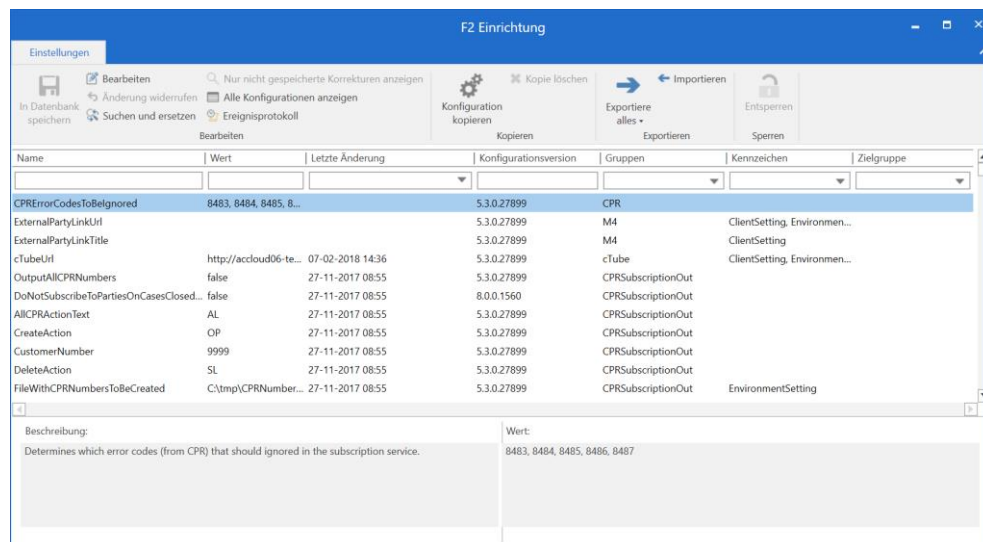 F2 Einrichtung
Einstellungen
In Datenbank speichern
Bearbeiten
Änderung widerrufen
Suchen und ersetzen
Nur nicht gespeicherte Korrekturen anzeigen
Alle Konfigurationen anzeigen
Ereignisprotokoll
Bearbeiten
Konfiguration kopieren
Kopie löschen
Kopieren
Exportiere alles
Importieren
Exportieren
Entsperren
Sperren
Name Wert Letzte Änderung Konfigurationsversion Gruppen Kennzeichen Zielgruppe
CPRErrorCodesToBeIgnored 8483, 8484, 8485, 8... 5.3.0.27899 CPR
ExternalPartyLinkUrl 5.3.0.27899 M4 ClientSetting, Environmen...
ExternalPartyLinkTitle 5.3.0.27899 M4 ClientSetting
cTubeUrl http://accloud06-te... 07-02-2018 14:36 5.3.0.27899 cTube ClientSetting, Environmen...
OutputAllCPRNumbers false 27-11-2017 08:55 5.3.0.27899 CPRSubscriptionOut
DoNotSubscribeToPartiesOnCasesClosed... false 27-11-2017 08:55 8.0.0.1560 CPRSubscriptionOut
AllCPRActionText AL 27-11-2017 08:55 5.3.0.27899 CPRSubscriptionOut
CreateAction OP 27-11-2017 08:55 5.3.0.27899 CPRSubscriptionOut
CustomerNumber 9999 27-11-2017 08:55 5.3.0.27899 CPRSubscriptionOut
DeleteAction SL 27-11-2017 08:55 5.3.0.27899 CPRSubscriptionOut
FileWithCPRNumbersToBeCreated C:\tmp\CPRNumber... 27-11-2017 08:55 5.3.0.27899 CPRSubscriptionOut EnvironmentSetting
Beschreibung: Wert:
Determines which error codes (from CPR) that should ignored in the subscription service. 8483, 8484, 8485, 8486, 8487